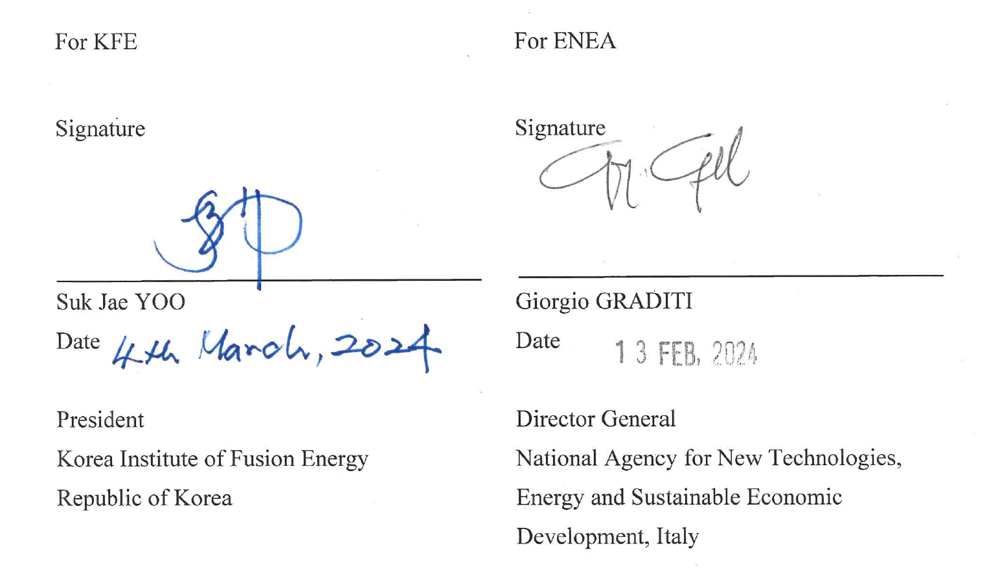 For KFE
Signature
Suk Jae YOO
Date 4th March, 2024
President
Korea Institute of Fusion Energy
Republic of Korea
For ENEA
Signature
Giorgio GRADITI
Date 13 FEB. 2024
Director General
National Agency for New Technologies,
Energy and Sustainable Economic
Development, Italy